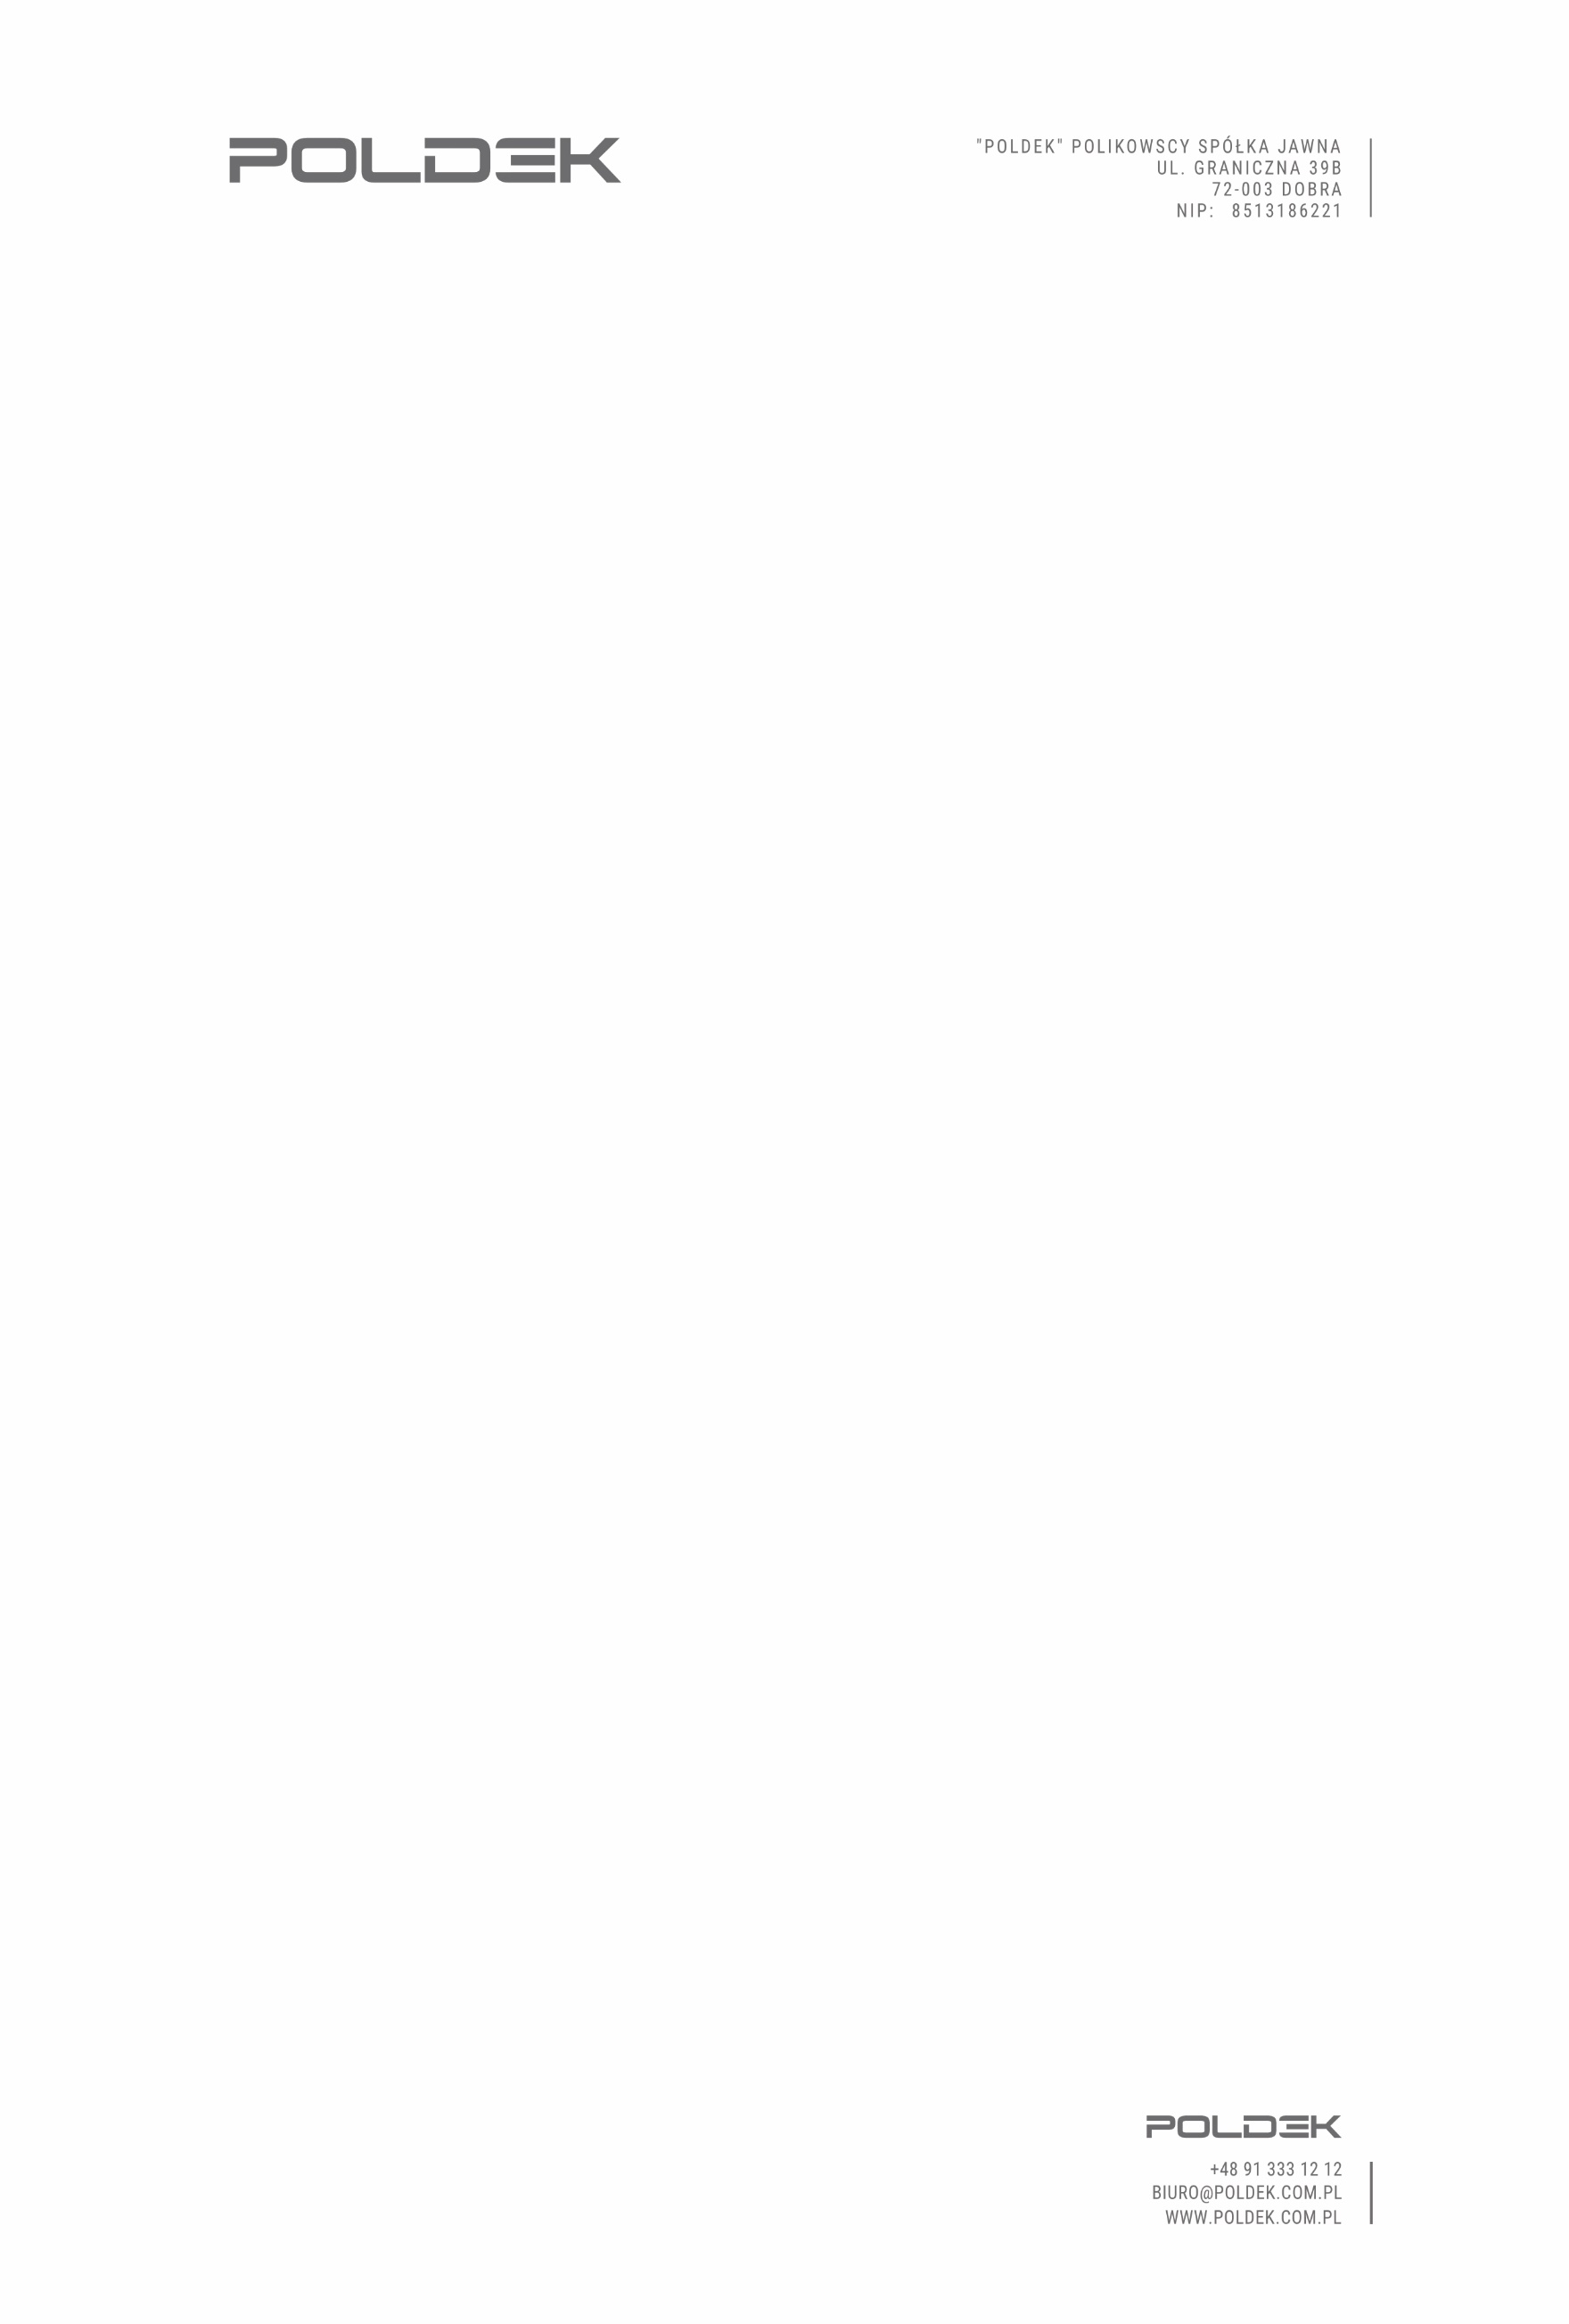 POLDEK
"POLDEK" POLIKOWSCY SPÓŁKA JAWNA
UL. GRANICZNA 39B
72-003 DOBRA
NIP: 8513186221
POLDEK
+48 91 333 12 12
BIURO@POLDEK.COM.PL
WWW.POLDEK.COM.PL